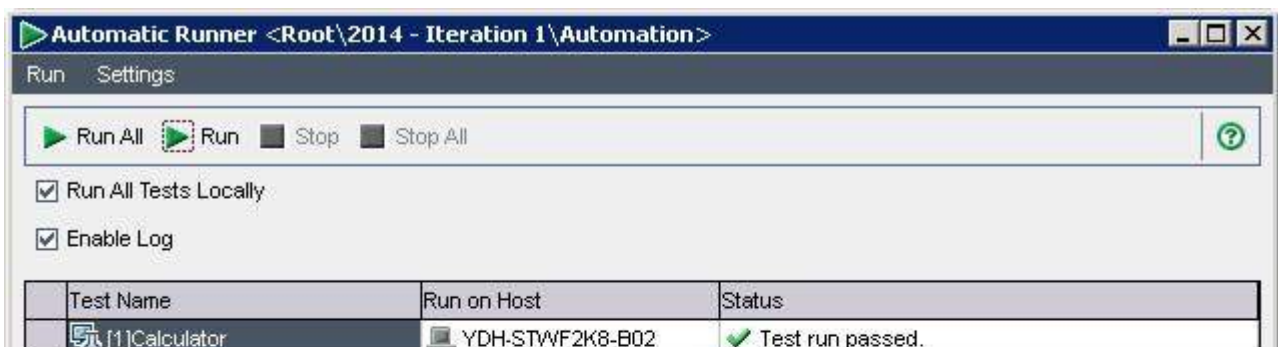 Automatic Runner <Root\2014 - Iteration 1\Automation>
Run Settings
Run All Run Stop Stop All
Run All Tests Locally
Enable Log
Test Name Run on Host Status
[1]Calculator YDH-STWF2K8-B02 Test run passed.